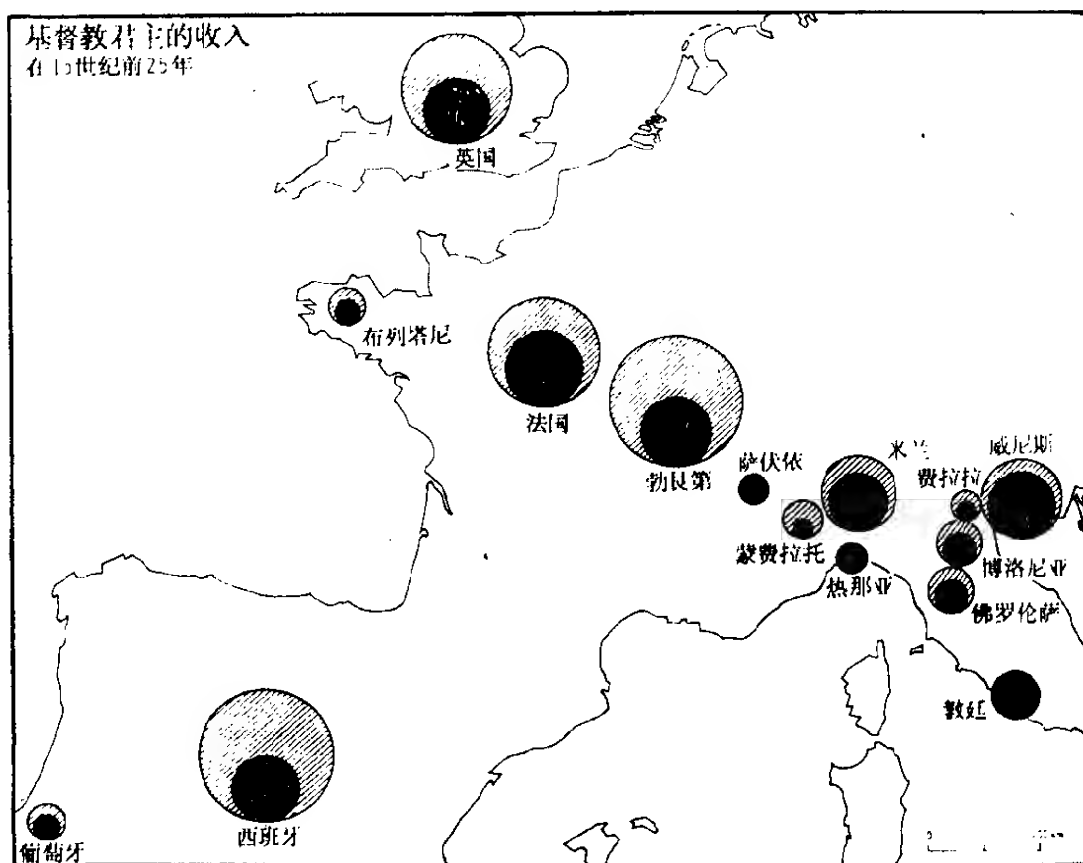 基督教君主的收入
在15世纪前25年
英国
布列塔尼
法国
勃艮第
萨伏依
米兰
威尼斯
费拉拉
蒙费拉托
热那亚
博洛尼亚
佛罗伦萨
教廷
西班牙
葡萄牙